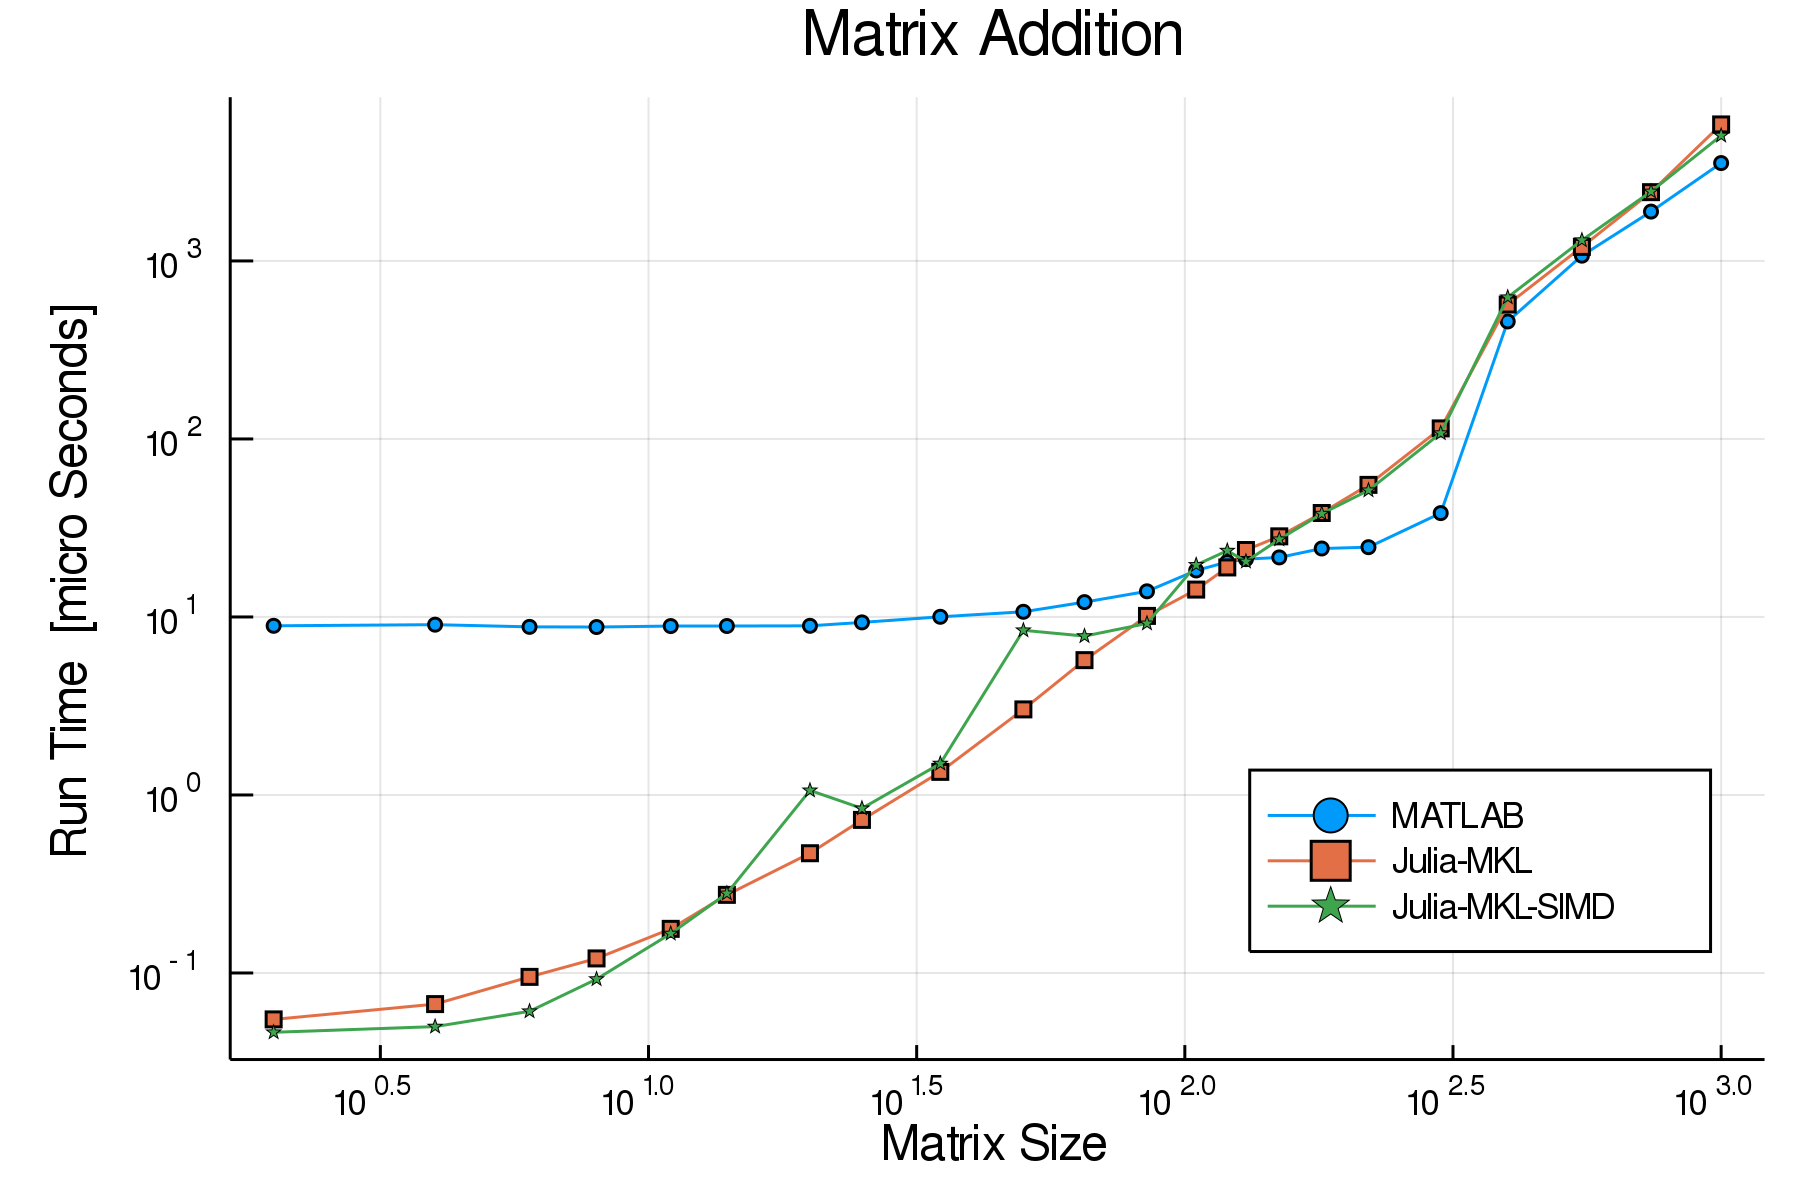 Matrix Addition
Run Time [micro Seconds]
10^3
10^2
10^1
10^0
10^-1
10^0.5 10^1.0 10^1.5 10^2.0 10^2.5 10^3.0
Matrix Size
MATLAB
Julia-MKL
Julia-MKL-SIMD